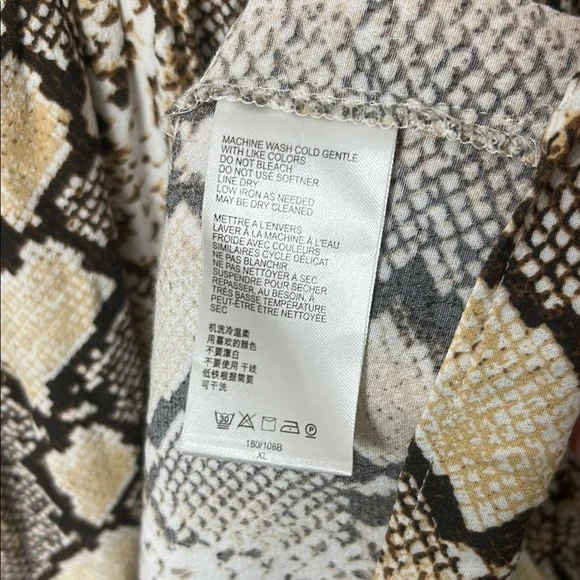 MACHINE WASH COLD GENTLE
WITH LIKE COLORS
DO NOT BLEACH
DO NOT USE SOFTNER
LINE DRY
LOW IRON AS NEEDED
MAY BE DRY CLEANED
METTRE A L'ENVERS
LAVER À LA MACHINE À L'EAU
FROIDE AVEC COULEURS
SIMILAIRES CYCLE DÉLICAT
NE PAS BLANCHIR
NE PAS NETTOYER À SEC
SUSPENDRE POUR SÉCHER
REPASSER, AU BESOIN, À
TRÈS BASSE TEMPÉRATURE
PEUT-ÊTRE ÊTRE NETTOYEE
SEC
机洗冷温柔
用喜欢的颜色
不要漂白
不要使用 干线
低铁根据需要
可干洗
30
P
160/108B
XL